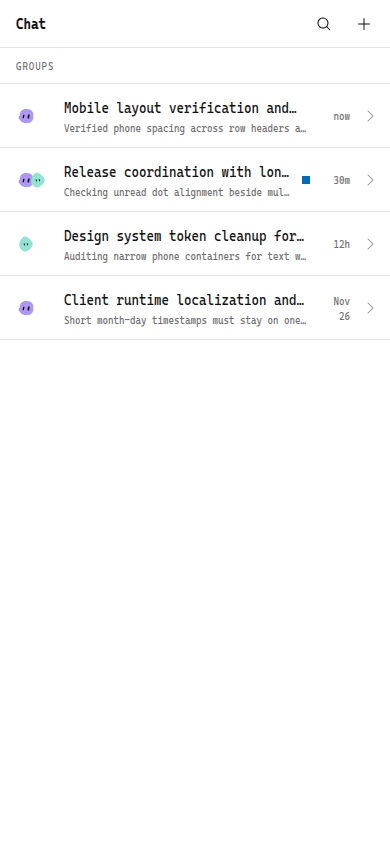 Chat
GROUPS
Mobile layout verification and…
Verified phone spacing across row headers a…
now
Release coordination with lon…
Checking unread dot alignment beside mul…
30m
Design system token cleanup for…
Auditing narrow phone containers for text w…
12h
Client runtime localization and…
Short month-day timestamps must stay on one…
Nov
26